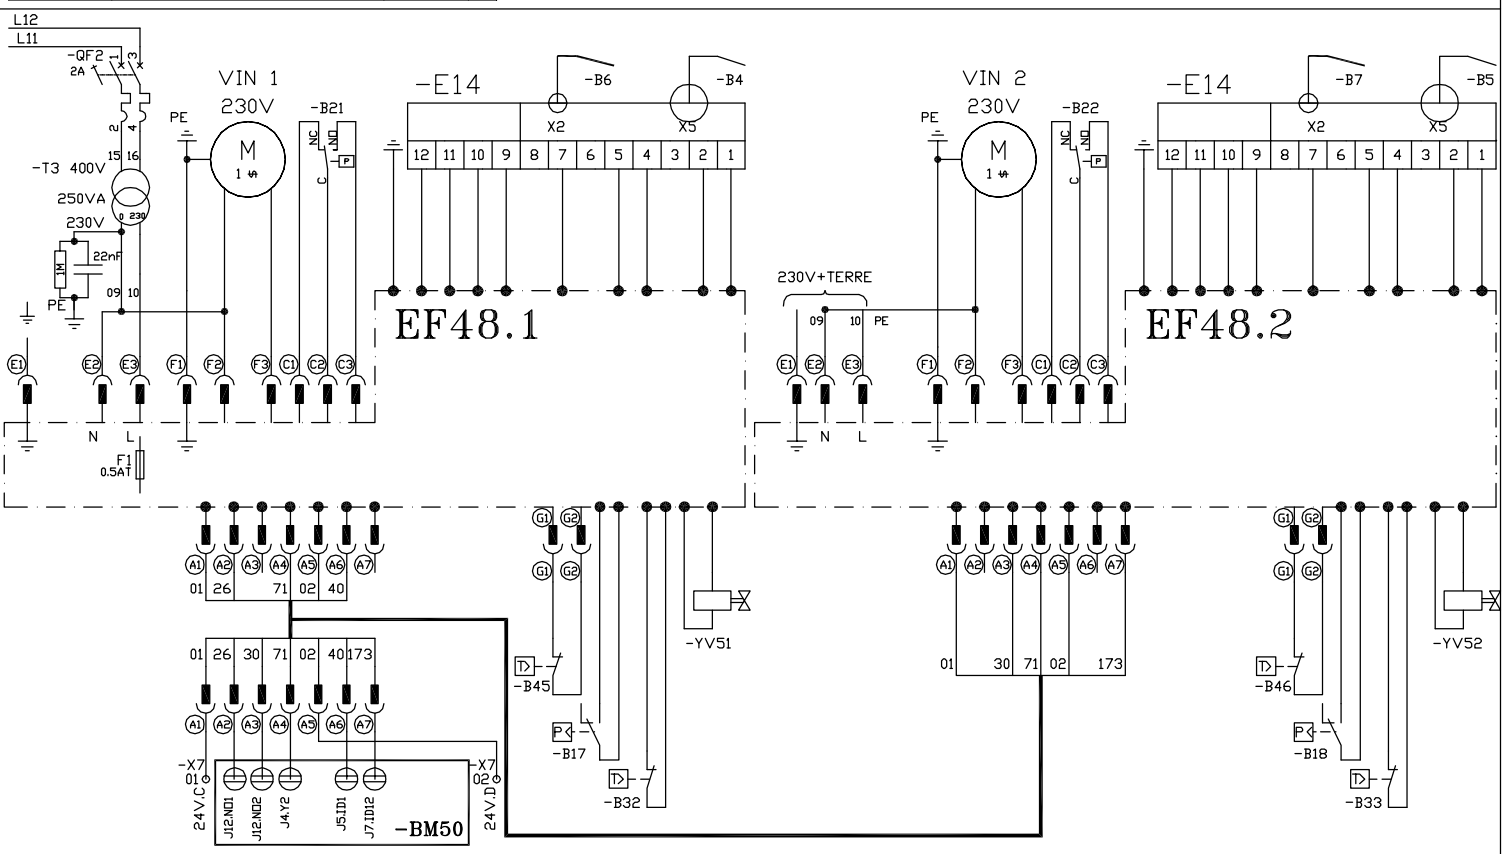 L12
L11
-QF2
2A
1 3
2 4
-T3 400V
15 16
250VA
0 230
230V
1M
22nF
PE
09 10
VIN 1
230V
PE
M
1
-B21
NC NO
C
P
-E14
-B6
-B4
X2
X5
12 11 10 9 8 7 6 5 4 3 2 1
EF48.1
E1 E2 E3 F1 F2 F3 C1 C2 C3
N L
F1
0.5AT
VIN 2
230V
PE
M
1
-B22
NC NO
C
P
-E14
-B7
-B5
X2
X5
12 11 10 9 8 7 6 5 4 3 2 1
230V+TERRE
09 10 PE
EF48.2
E1 E2 E3 F1 F2 F3 C1 C2 C3
N L
A1 A2 A3 A4 A5 A6 A7
01 26 71 02 40
01 26 30 71 02 40 173
A1 A2 A3 A4 A5 A6 A7
-X7
01
24V.C
J12.NO1
J12.NO2
J4.Y2
J5.ID1
J7.ID12
-BM50
-X7
02
24V.D
G1 G2
G1 G2
T>
-B45
P<
-B17
T>
-B32
-YV51
A1 A2 A3 A4 A5 A6 A7
01 30 71 02 173
G1 G2
G1 G2
T>
-B46
P<
-B18
T>
-B33
-YV52